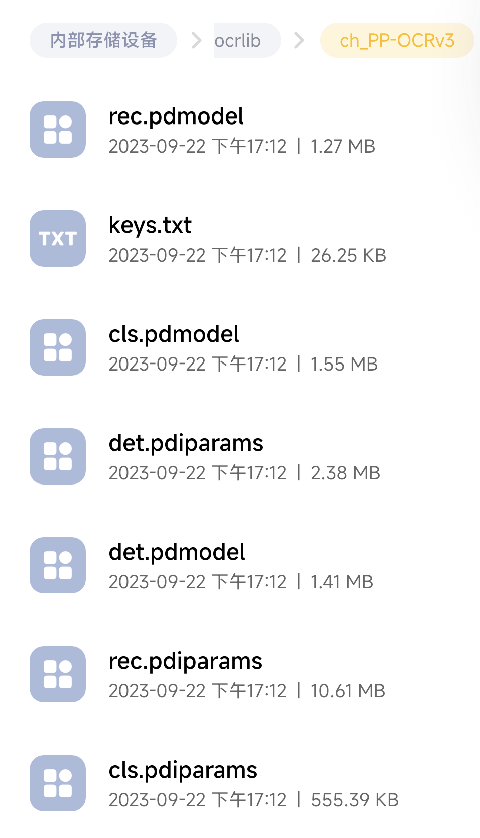 内部存储设备 > ocrlib > ch_PP-OCRv3
rec.pdmodel
2023-09-22 下午17:12 | 1.27 MB
TXT
keys.txt
2023-09-22 下午17:12 | 26.25 KB
cls.pdmodel
2023-09-22 下午17:12 | 1.55 MB
det.pdiparams
2023-09-22 下午17:12 | 2.38 MB
det.pdmodel
2023-09-22 下午17:12 | 1.41 MB
rec.pdiparams
2023-09-22 下午17:12 | 10.61 MB
cls.pdiparams
2023-09-22 下午17:12 | 555.39 KB